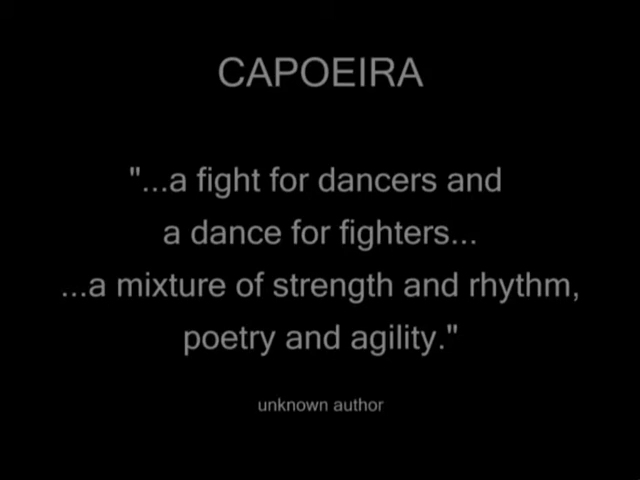 CAPOEIRA
"...a fight for dancers and
a dance for fighters...
...a mixture of strength and rhythm,
poetry and agility."
unknown author